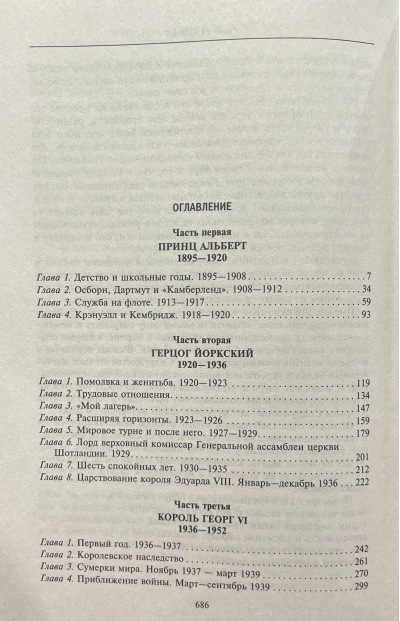 ОГЛАВЛЕНИЕ
Часть первая
ПРИНЦ АЛЬБЕРТ
1895—1920
Глава 1. Детство и школьные годы. 1895—1908 . . . . . . . . . . . . . . . . . . . . 7
Глава 2. Осборн, Дартмут и «Камберленд». 1908—1912 . . . . . . . . . . . . . 34
Глава 3. Служба на флоте. 1913—1917. . . . . . . . . . . . . . . . . . . . . . . . . . . 59
Глава 4. Крэнуэлл и Кембридж. 1918—1920 . . . . . . . . . . . . . . . . . . . . . . 93
Часть вторая
ГЕРЦОГ ЙОРКСКИЙ
1920—1936
Глава 1. Помолвка и женитьба. 1920—1923 . . . . . . . . . . . . . . . . . . . . . . 119
Глава 2. Трудовые отношения. . . . . . . . . . . . . . . . . . . . . . . . . . . . . . . . 134
Глава 3. «Мой лагерь». . . . . . . . . . . . . . . . . . . . . . . . . . . . . . . . . . . . . . 147
Глава 4. Расширяя горизонты. 1923—1926 . . . . . . . . . . . . . . . . . . . . . . 159
Глава 5. Мировое турне и после него. 1927—1929. . . . . . . . . . . . . . . . . 179
Глава 6. Лорд верховный комиссар Генеральной ассамблеи церкви
Шотландии. 1929. . . . . . . . . . . . . . . . . . . . . . . . . . . . . . . . . . . . . . 201
Глава 7. Шесть спокойных лет. 1930—1935 . . . . . . . . . . . . . . . . . . . . . 212
Глава 8. Царствование короля Эдуарда VIII. Январь—декабрь 1936 . . . 222
Часть третья
КОРОЛЬ ГЕОРГ VI
1936—1952
Глава 1. Первый год. 1936—1937 . . . . . . . . . . . . . . . . . . . . . . . . . . . . . 242
Глава 2. Королевское наследство . . . . . . . . . . . . . . . . . . . . . . . . . . . . . 261
Глава 3. Сумерки мира. Ноябрь 1937 — март 1939 . . . . . . . . . . . . . . . . 270
Глава 4. Приближение войны. Март—сентябрь 1939 . . . . . . . . . . . . . . 299
686